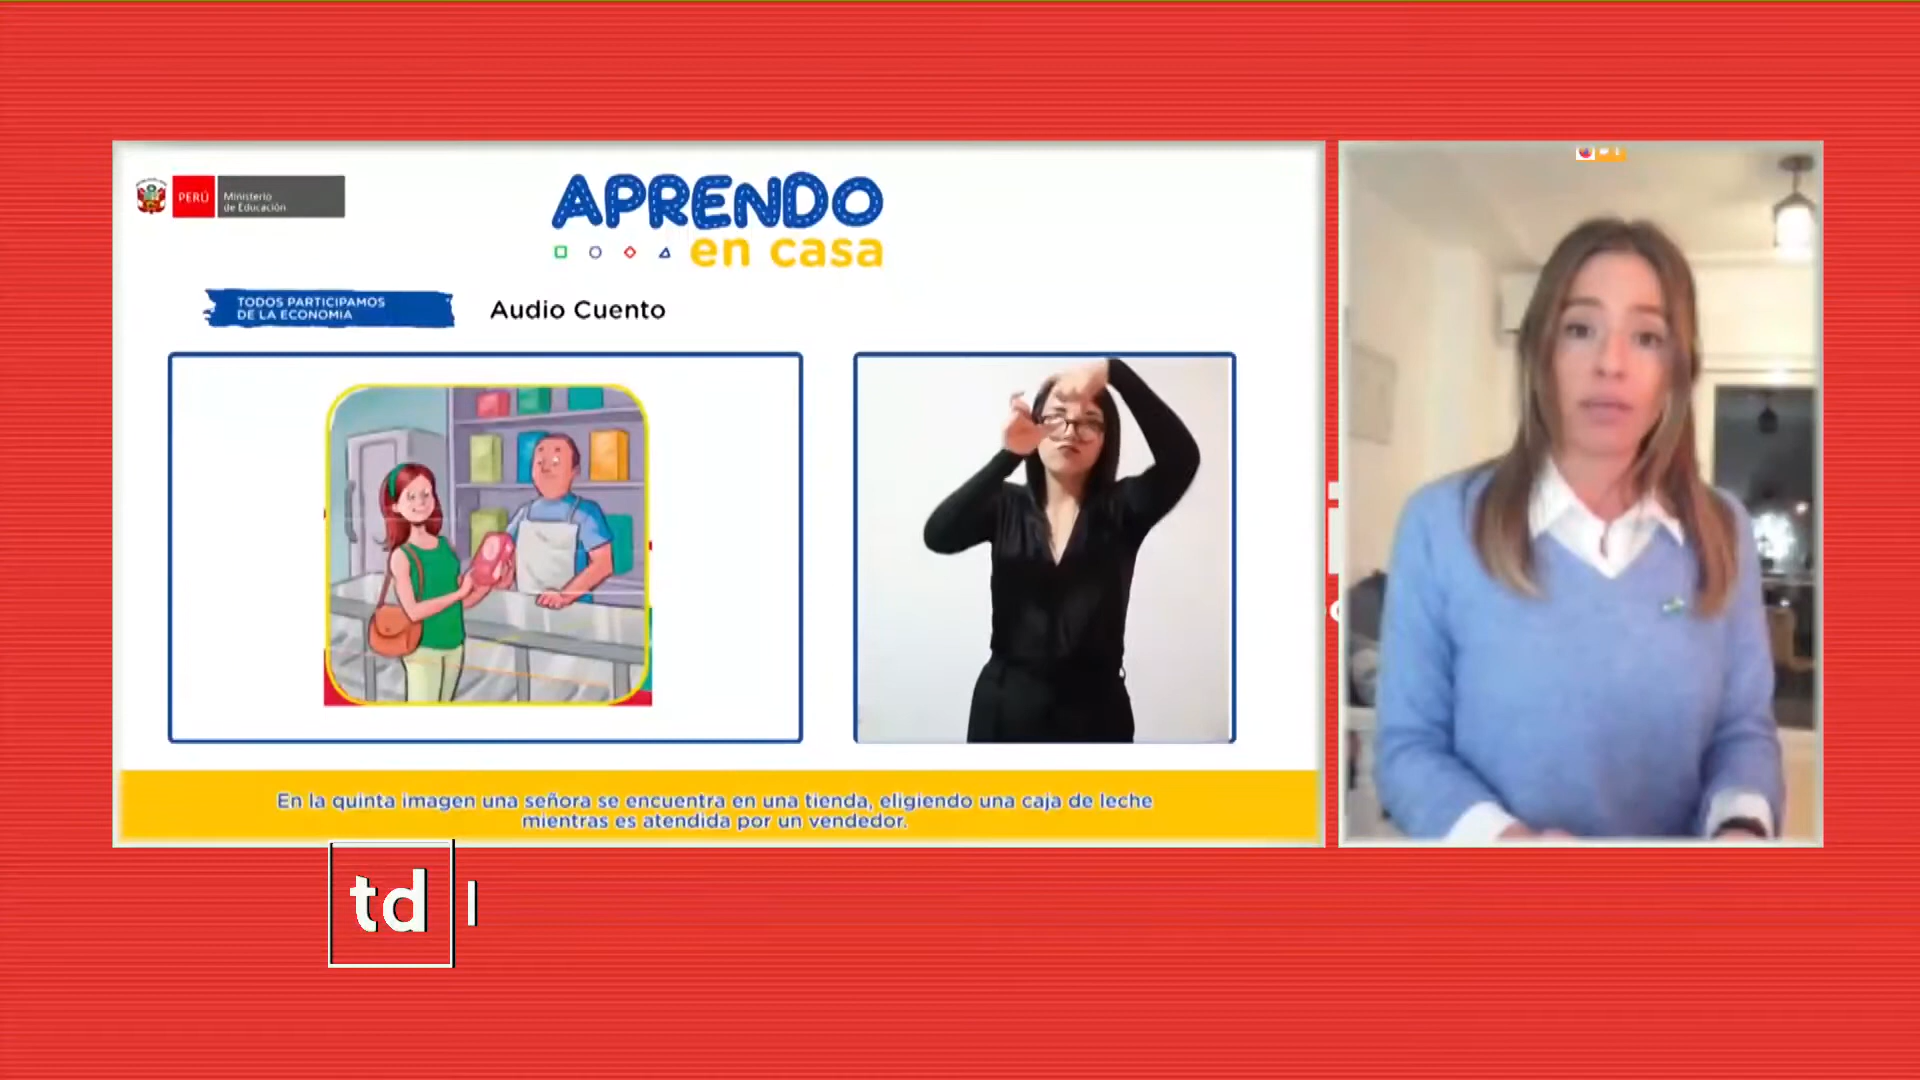 PERÚ
Ministerio
de Educación
APRENDO
en casa
TODOS PARTICIPAMOS
DE LA ECONOMIA
Audio Cuento
En la quinta imagen una señora se encuentra en una tienda, eligiendo una caja de leche
mientras es atendida por un vendedor.
td